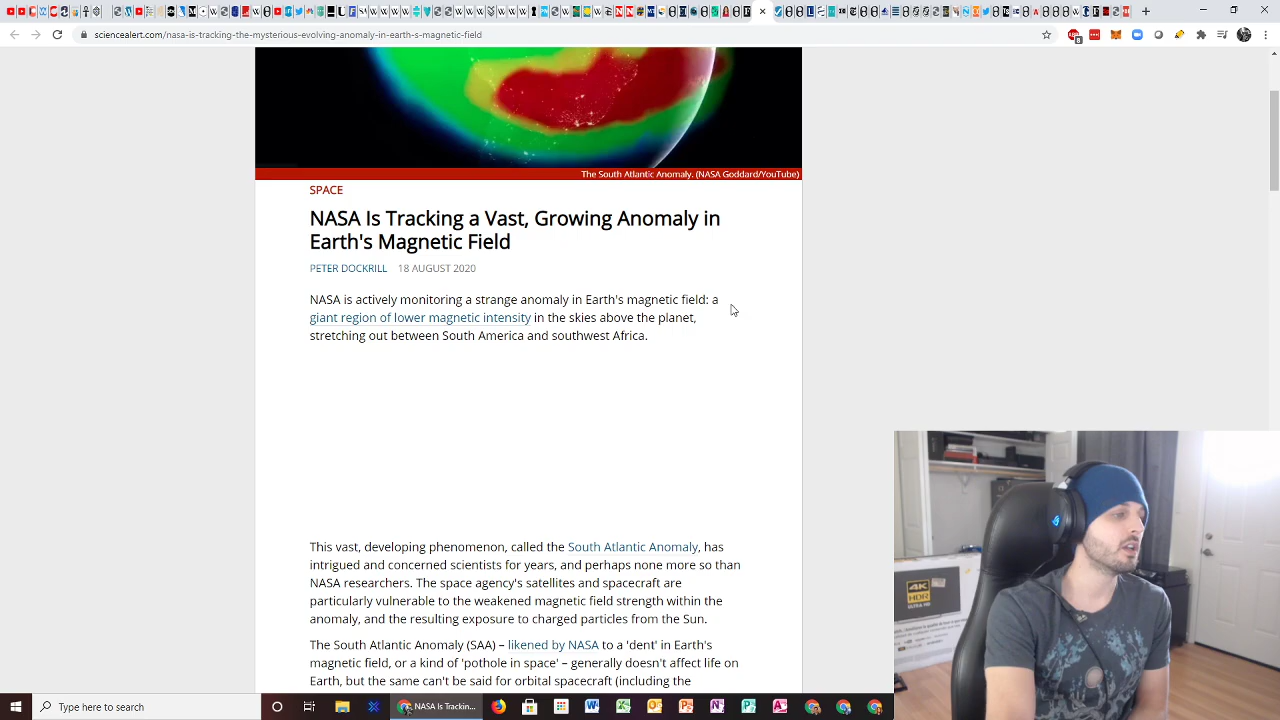 sciencealert.com/nasa-is-tracking-the-mysterious-evolving-anomaly-in-earth-s-magnetic-field
The South Atlantic Anomaly. (NASA Goddard/YouTube)
SPACE
NASA Is Tracking a Vast, Growing Anomaly in
Earth's Magnetic Field
PETER DOCKRILL 18 AUGUST 2020
NASA is actively monitoring a strange anomaly in Earth's magnetic field: a
giant region of lower magnetic intensity in the skies above the planet,
stretching out between South America and southwest Africa.
This vast, developing phenomenon, called the South Atlantic Anomaly, has
intrigued and concerned scientists for years, and perhaps none more so than
NASA researchers. The space agency's satellites and spacecraft are
particularly vulnerable to the weakened magnetic field strength within the
anomaly, and the resulting exposure to charged particles from the Sun.
The South Atlantic Anomaly (SAA) – likened by NASA to a 'dent' in Earth's
magnetic field, or a kind of 'pothole in space' – generally doesn't affect life on
Earth, but the same can't be said for orbital spacecraft (including the
4K
HDR
ULTRA HD
Type here to search
NASA Is Trackin...